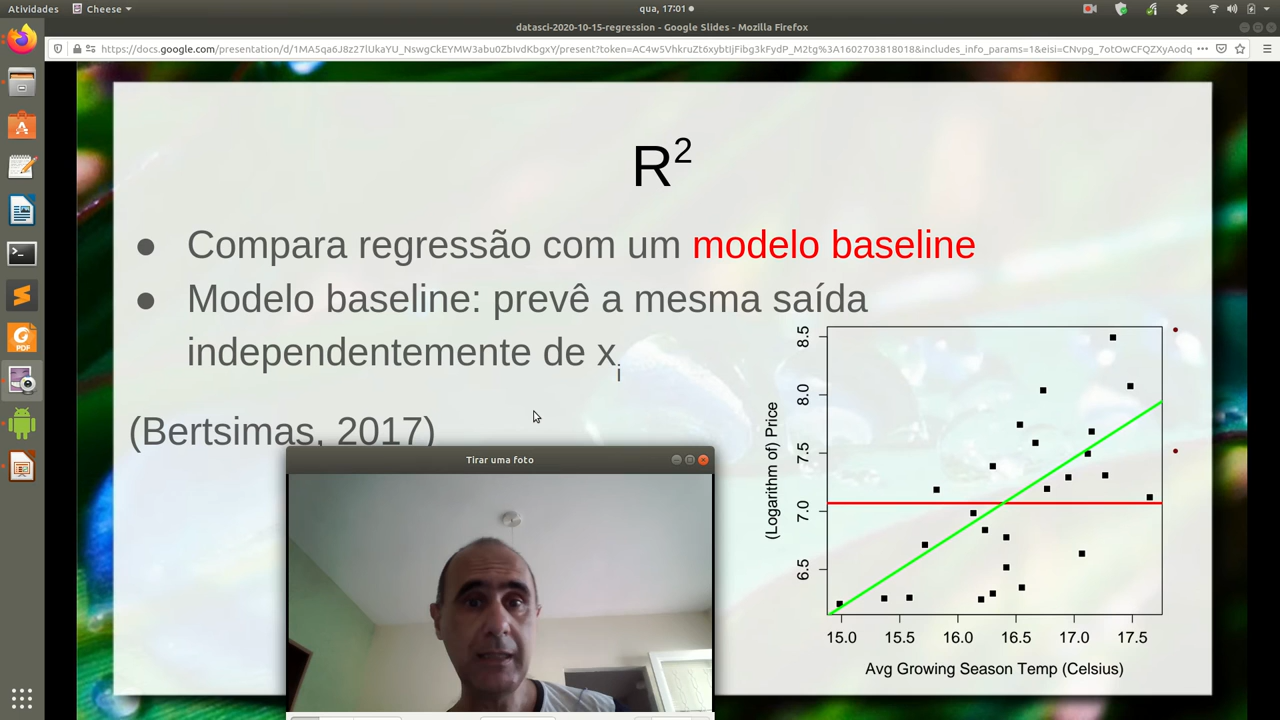 Atividades
Cheese
qua, 17:01
datasci-2020-10-15-regression - Google Slides - Mozilla Firefox
https://docs.google.com/presentation/d/1MA5qa6J8z27lUkaYU_NswgCkEYMW3abu0ZbIvdKbgxY/present?token=AC4w5VhkruZt6xybtIjFibg3kFydP_M2tg%3A1602703818018&includes_info_params=1&eisi=CNvpg_7otOwCFQZXyAodq
R²
● Compara regressão com um modelo baseline
● Modelo baseline: prevê a mesma saída
independentemente de xᵢ
(Bertsimas, 2017)
PDF
Tirar uma foto
(Logarithm of) Price
8.5
8.0
7.5
7.0
6.5
15.0 15.5 16.0 16.5 17.0 17.5
Avg Growing Season Temp (Celsius)